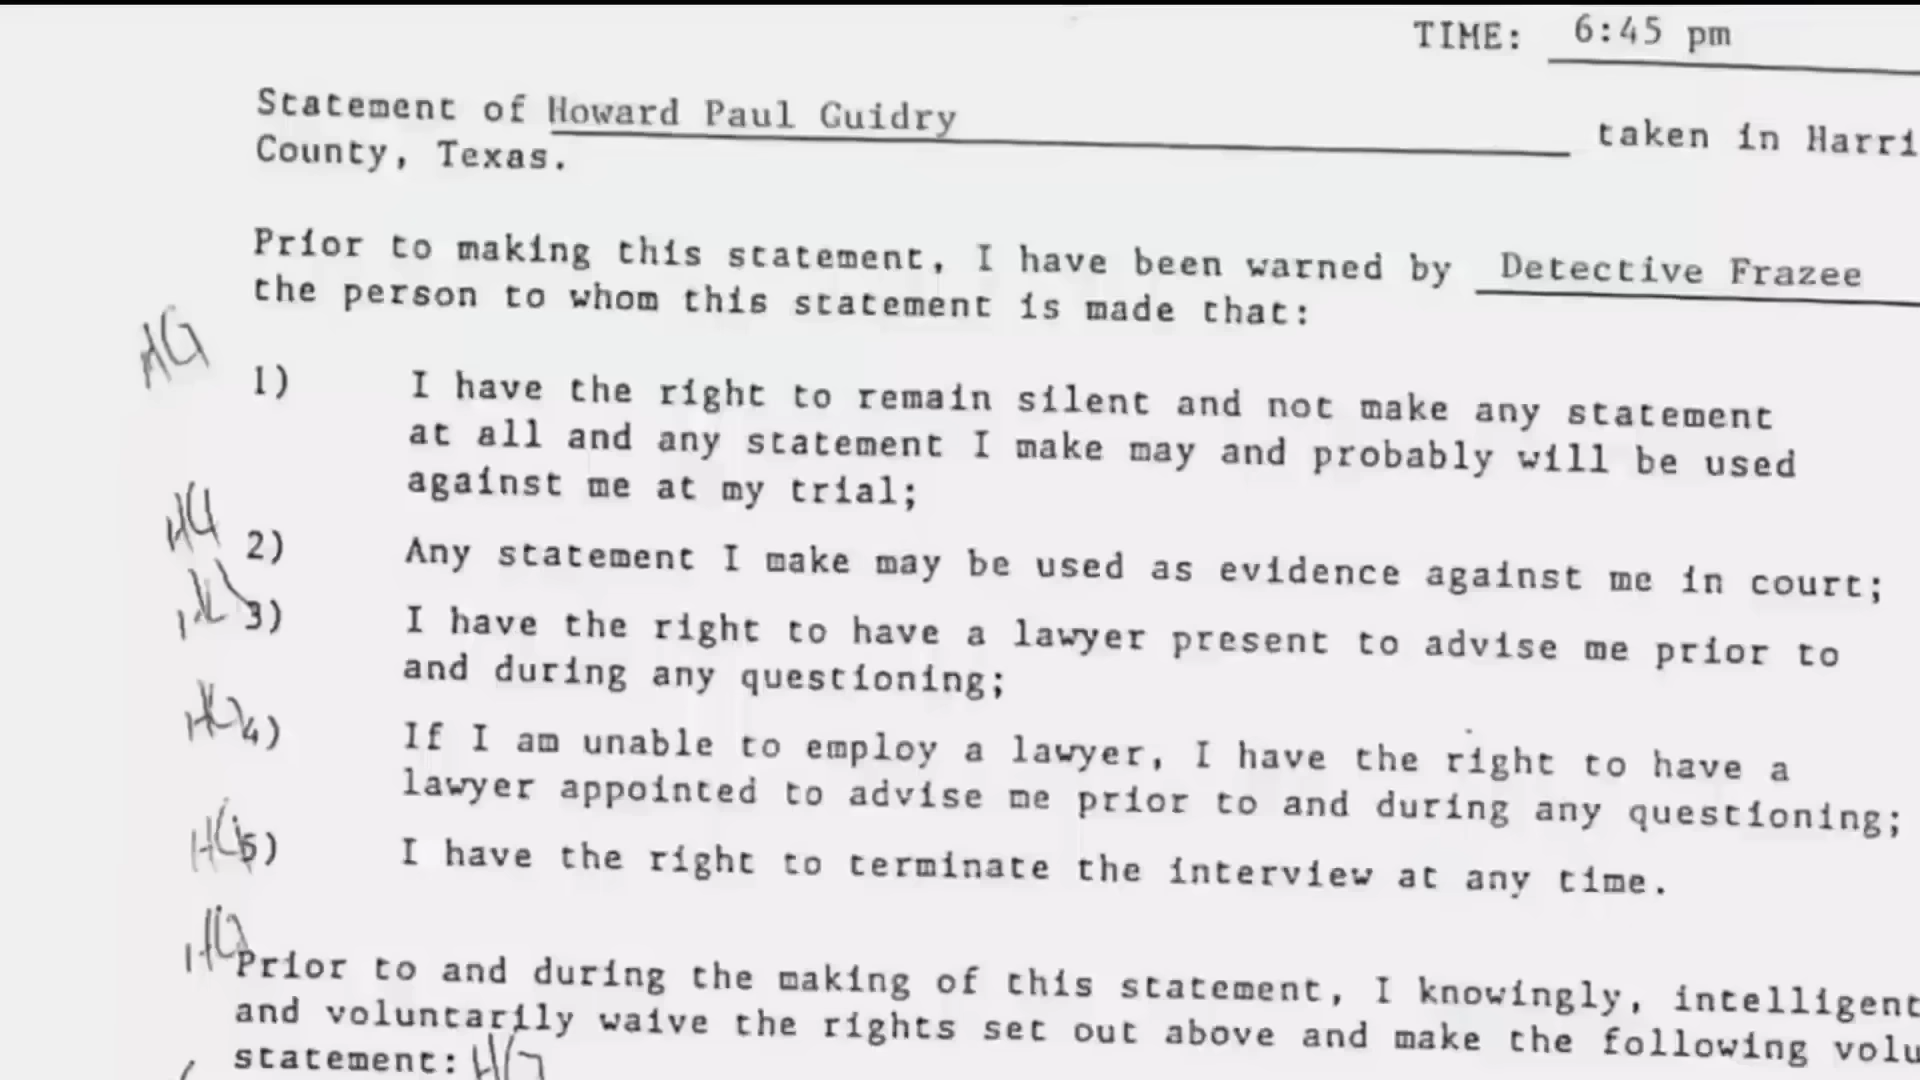 TIME: 6:45 pm
Statement of Howard Paul Guidry taken in Harri
County, Texas.
Prior to making this statement, I have been warned by Detective Frazee
the person to whom this statement is made that:
HG
1) I have the right to remain silent and not make any statement
at all and any statement I make may and probably will be used
against me at my trial;
HG
2) Any statement I make may be used as evidence against me in court;
HG
3) I have the right to have a lawyer present to advise me prior to
and during any questioning;
HG
4) If I am unable to employ a lawyer, I have the right to have a
lawyer appointed to advise me prior to and during any questioning;
HG
5) I have the right to terminate the interview at any time.
HG
Prior to and during the making of this statement, I knowingly, intelligent
and voluntarily waive the rights set out above and make the following volu
statement: HG